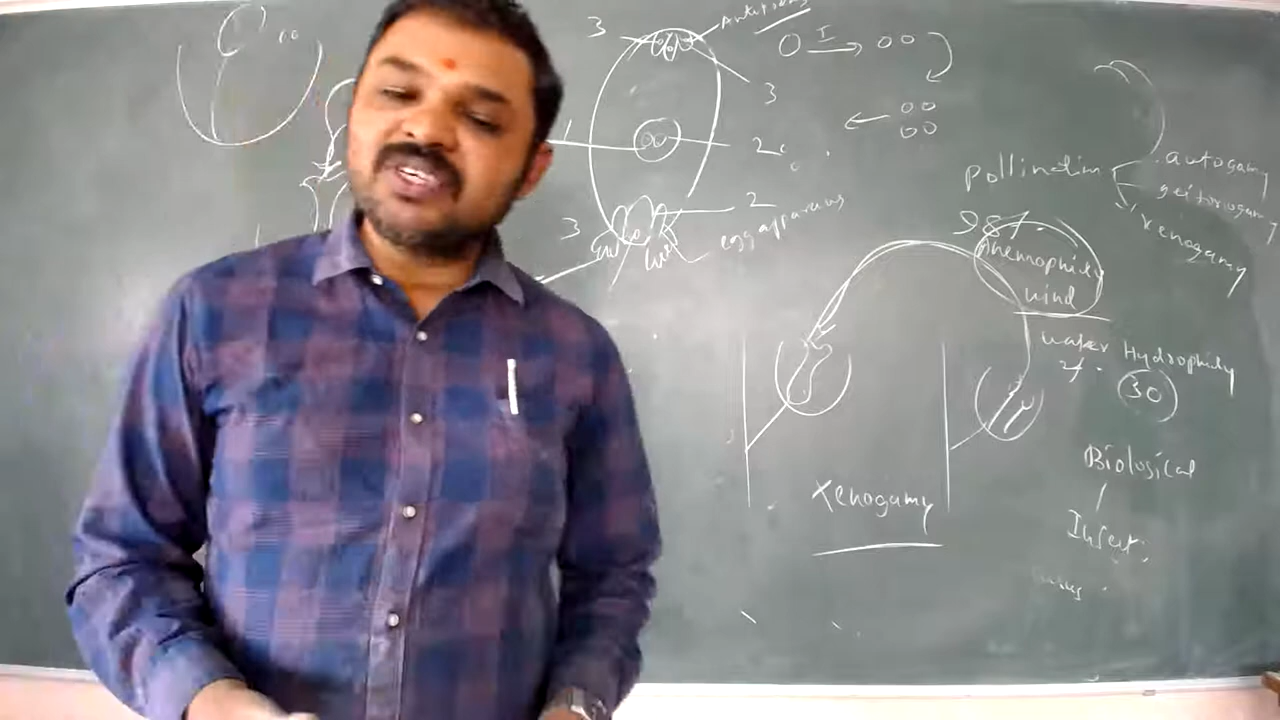 3
Antipodals
I
3
2
2
3
egg apparatus
pollination
autogamy
geitonogamy
xenogamy
98%
Anemophily
wind
water Hydrophily
2%.
30
Xenogamy
Biological
Insect